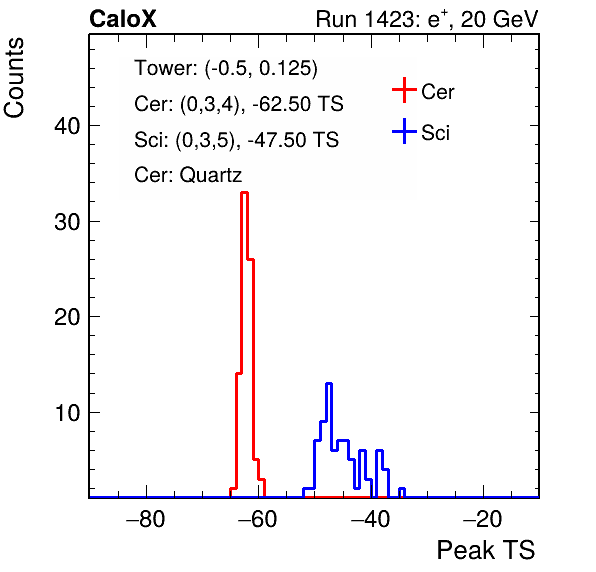 CaloX Run 1423: e⁺, 20 GeV
Counts
Tower: (-0.5, 0.125)
Cer: (0,3,4), -62.50 TS
Sci: (0,3,5), -47.50 TS
Cer: Quartz
Cer
Sci
40
30
20
10
−80 −60 −40 −20
Peak TS